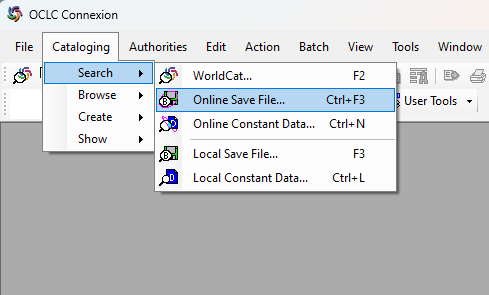 OCLC Connexion
File Cataloging Authorities Edit Action Batch View Tools Window
Search
Browse
Create
Show
WorldCat... F2
Online Save File... Ctrl+F3
Online Constant Data... Ctrl+N
Local Save File... F3
Local Constant Data... Ctrl+L
User Tools